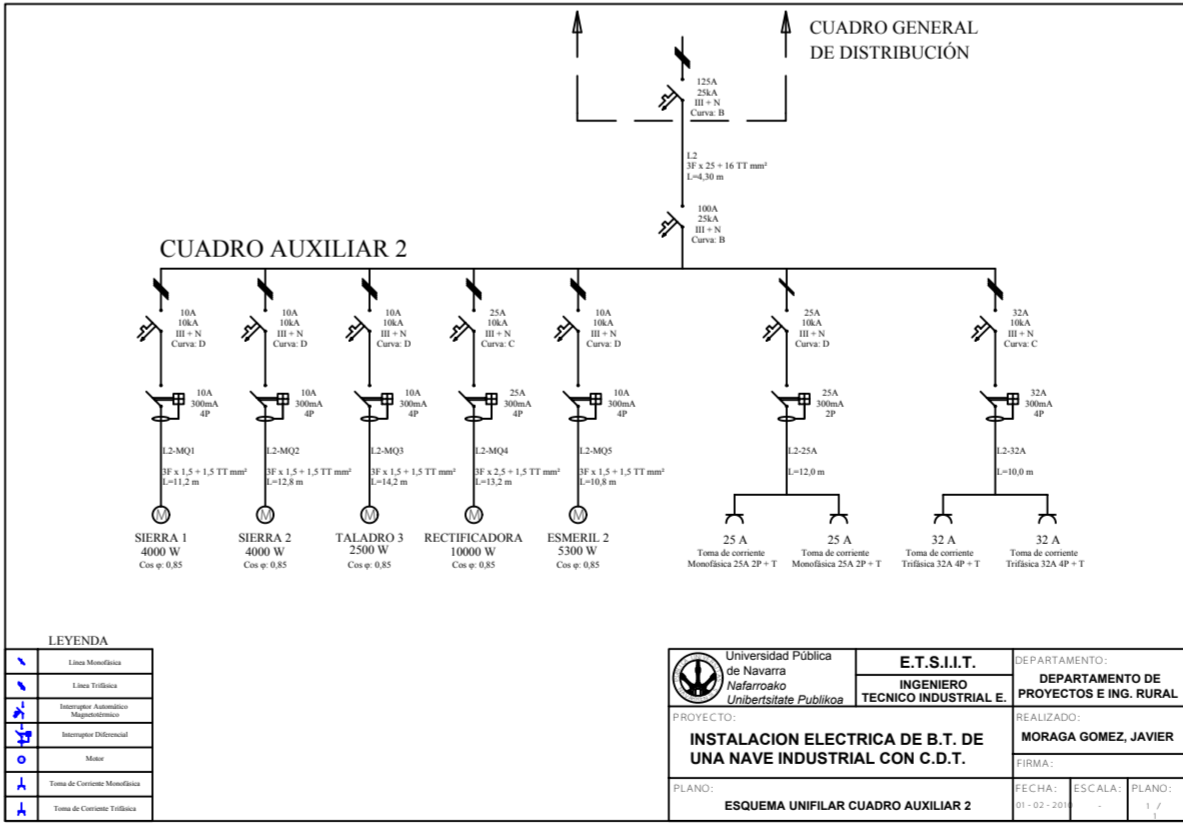 CUADRO GENERAL
DE DISTRIBUCIÓN
125A
25kA
III + N
Curva: B
L2
3F x 25 + 16 TT mm²
L=4,30 m
100A
25kA
III + N
Curva: B
CUADRO AUXILIAR 2
10A
10kA
III + N
Curva: D
10A
10kA
III + N
Curva: D
10A
10kA
III + N
Curva: D
25A
10kA
III + N
Curva: C
10A
10kA
III + N
Curva: D
25A
10kA
III + N
Curva: D
32A
10kA
III + N
Curva: C
10A
300mA
4P
10A
300mA
4P
10A
300mA
4P
25A
300mA
4P
10A
300mA
4P
25A
300mA
2P
32A
300mA
4P
L2-MQ1
3F x 1,5 + 1,5 TT mm²
L=11,2 m
L2-MQ2
3F x 1,5 + 1,5 TT mm²
L=12,8 m
L2-MQ3
3F x 1,5 + 1,5 TT mm²
L=14,2 m
L2-MQ4
3F x 2,5 + 1,5 TT mm²
L=13,2 m
L2-MQ5
3F x 1,5 + 1,5 TT mm²
L=10,8 m
L2-25A
L=12,0 m
L2-32A
L=10,0 m
M
M
M
M
M
SIERRA 1
4000 W
Cos φ: 0,85
SIERRA 2
4000 W
Cos φ: 0,85
TALADRO 3
2500 W
Cos φ: 0,85
RECTIFICADORA
10000 W
Cos φ: 0,85
ESMERIL 2
5300 W
Cos φ: 0,85
25 A
Toma de corriente
Monofásica 25A 2P + T
25 A
Toma de corriente
Monofásica 25A 2P + T
32 A
Toma de corriente
Trifásica 32A 4P + T
32 A
Toma de corriente
Trifásica 32A 4P + T
LEYENDA
Línea Monofásica
Línea Trifásica
Interruptor Automático
Magnetotérmico
Interruptor Diferencial
Motor
Toma de Corriente Monofásica
Toma de Corriente Trifásica
Universidad Pública
de Navarra
Nafarroako
Unibertsitate Publikoa
E.T.S.I.I.T.
INGENIERO
TECNICO INDUSTRIAL E.
DEPARTAMENTO:
DEPARTAMENTO DE
PROYECTOS E ING. RURAL
PROYECTO:
INSTALACION ELECTRICA DE B.T. DE
UNA NAVE INDUSTRIAL CON C.D.T.
REALIZADO:
MORAGA GOMEZ, JAVIER
FIRMA:
PLANO:
ESQUEMA UNIFILAR CUADRO AUXILIAR 2
FECHA:
01-02-2010
ESCALA:
-
PLANO:
1 /
1